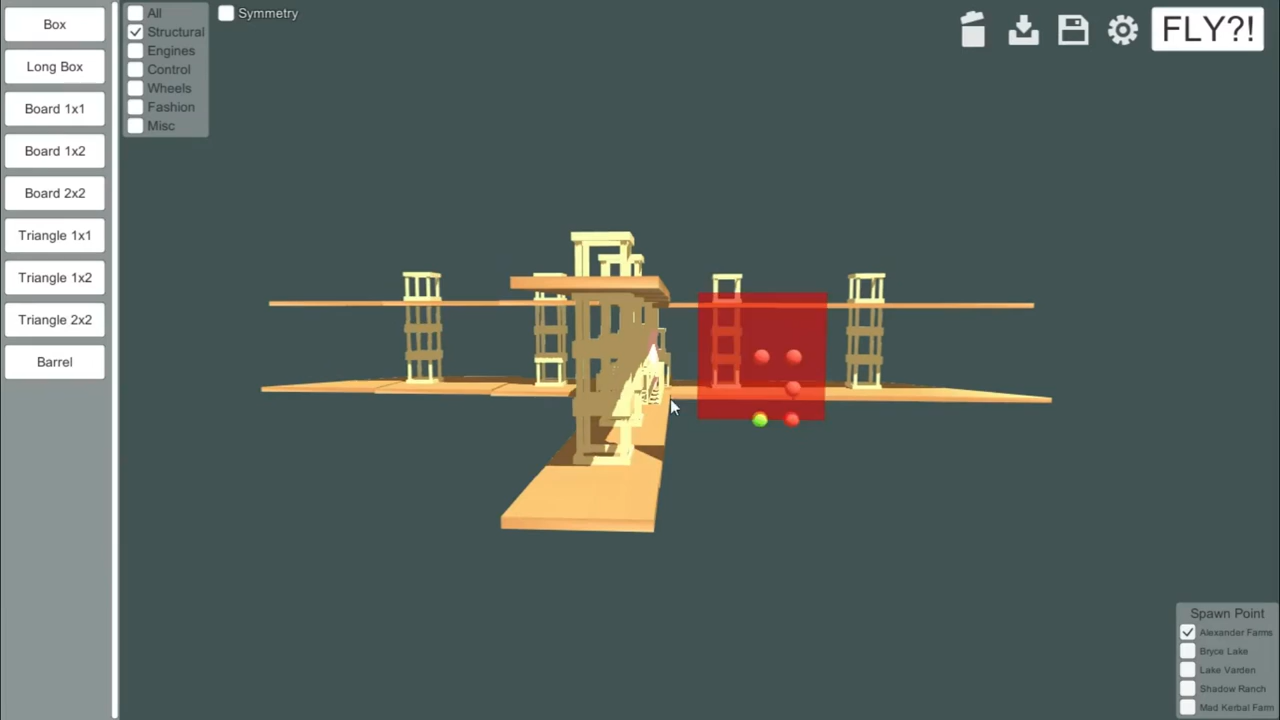 Box
Long Box
Board 1x1
Board 1x2
Board 2x2
Triangle 1x1
Triangle 1x2
Triangle 2x2
Barrel
All
Structural
Engines
Control
Wheels
Fashion
Misc
Symmetry
FLY?!
Spawn Point
Alexander Farms
Bryce Lake
Lake Varden
Shadow Ranch
Mad Kerbal Farm